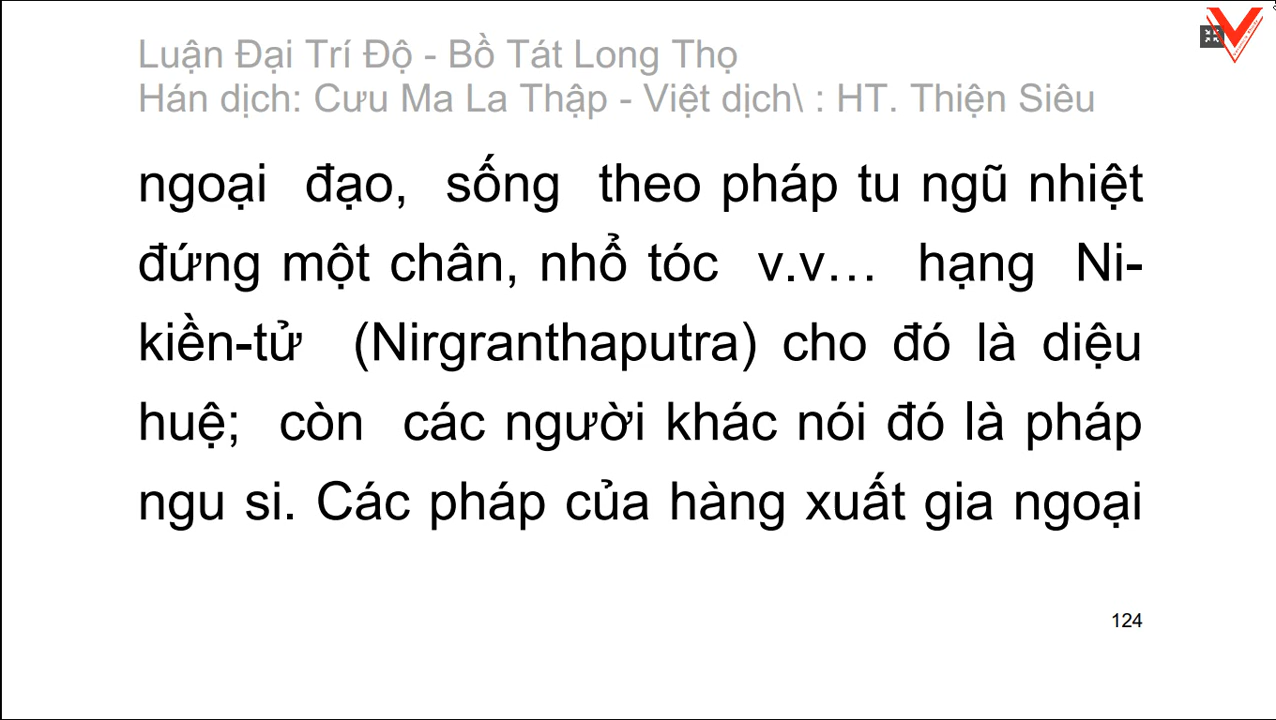 Luận Đại Trí Độ - Bồ Tát Long Thọ
Hán dịch: Cưu Ma La Thập - Việt dịch\ : HT. Thiện Siêu
ngoại đạo, sống theo pháp tu ngũ nhiệt
đứng một chân, nhổ tóc v.v… hạng Ni-
kiền-tử (Nirgranthaputra) cho đó là diệu
huệ; còn các người khác nói đó là pháp
ngu si. Các pháp của hàng xuất gia ngoại
124